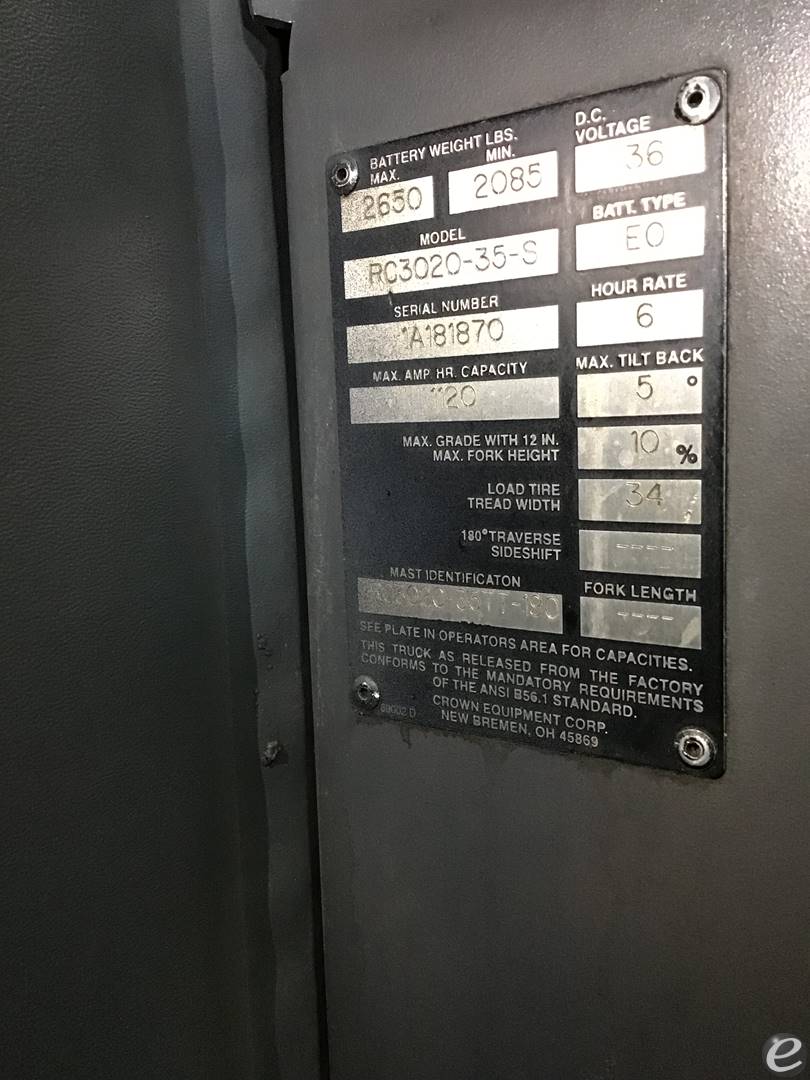 BATTERY WEIGHT LBS.
MAX. MIN.
2650 2085
D.C.
VOLTAGE
36
MODEL
RC3020-35-S
BATT. TYPE
EO
SERIAL NUMBER
1A181870
HOUR RATE
6
MAX. AMP. HR. CAPACITY
1120
MAX. TILT BACK
5 °
MAX. GRADE WITH 12 IN.
MAX. FORK HEIGHT
10 %
LOAD TIRE
TREAD WIDTH
34
180° TRAVERSE
SIDESHIFT
----
MAST IDENTIFICATON
FORK LENGTH
----
SEE PLATE IN OPERATORS AREA FOR CAPACITIES.
THIS TRUCK AS RELEASED FROM THE FACTORY
CONFORMS TO THE MANDATORY REQUIREMENTS
OF THE ANSI B56.1 STANDARD.
CROWN EQUIPMENT CORP.
NEW BREMEN, OH 45869
e